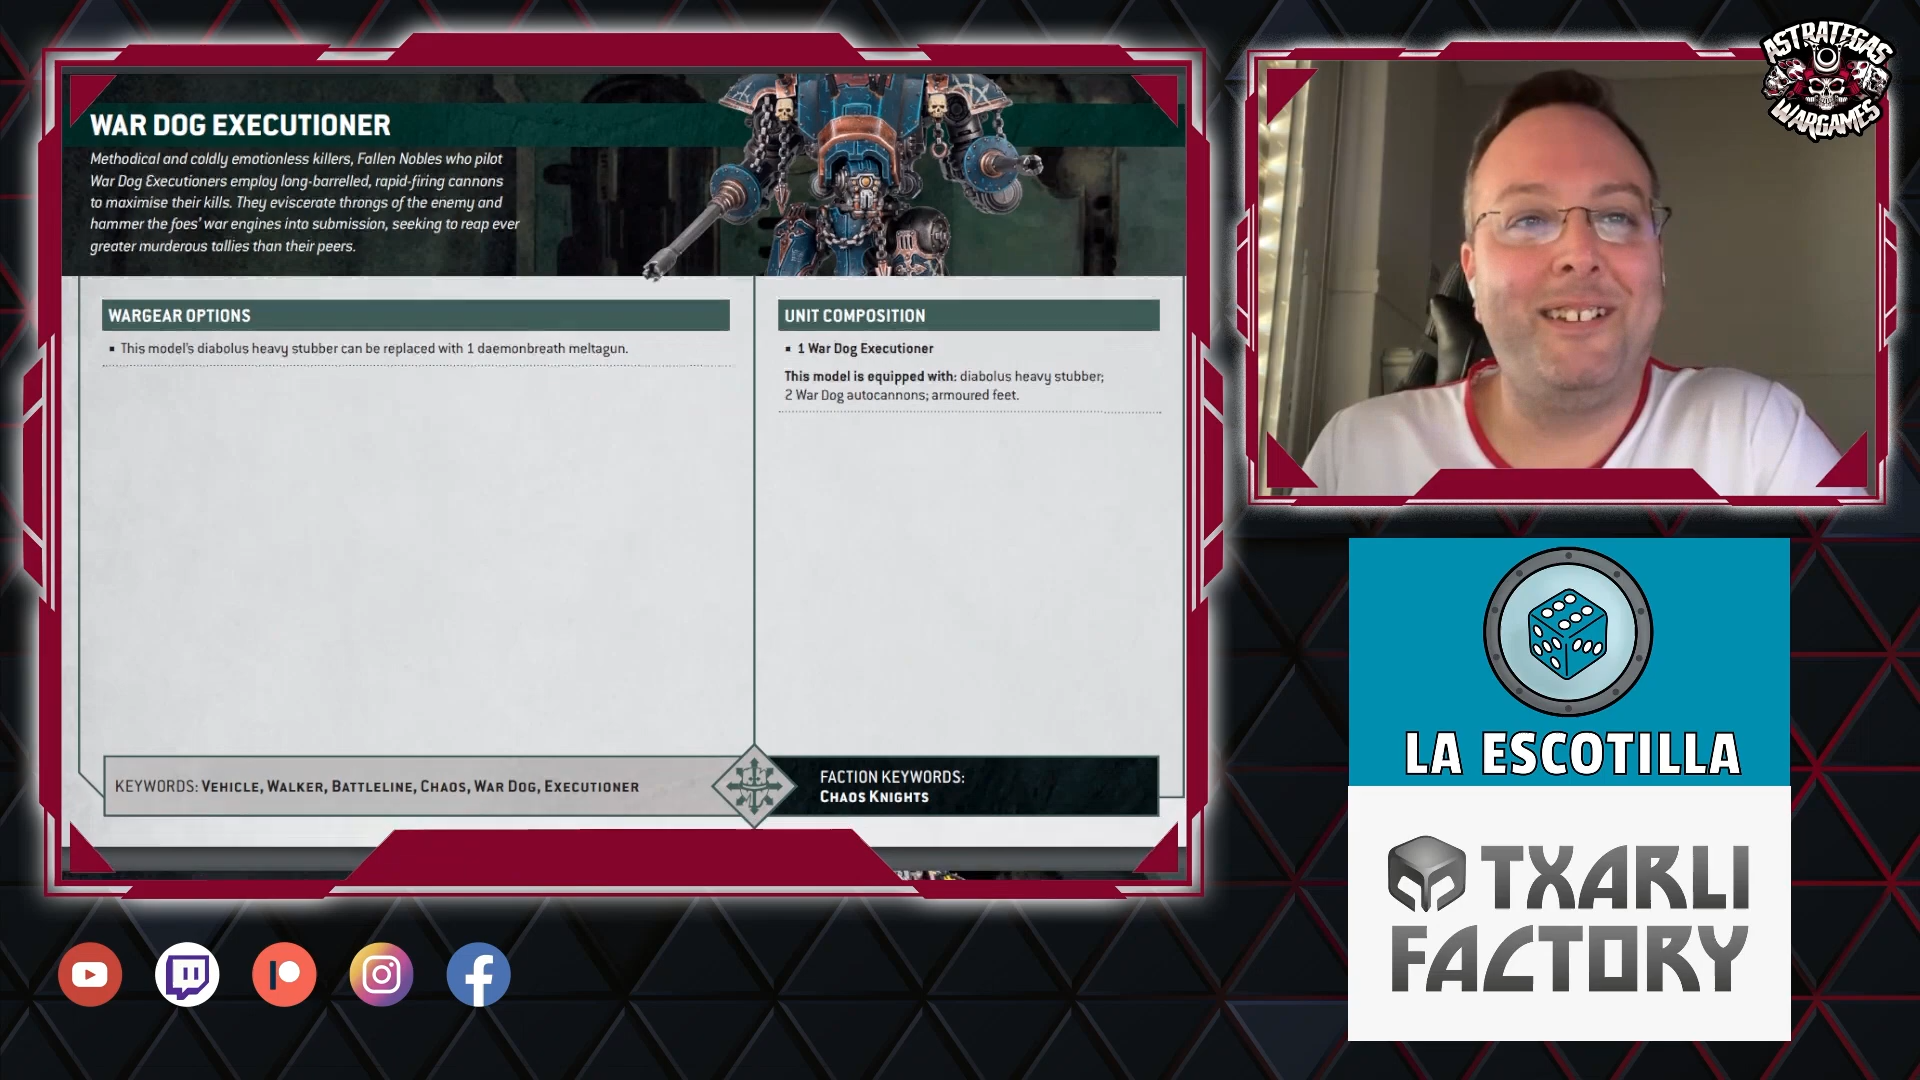 WAR DOG EXECUTIONER
Methodical and coldly emotionless killers, Fallen Nobles who pilot
War Dog Executioners employ long-barrelled, rapid-firing cannons
to maximise their kills. They eviscerate throngs of the enemy and
hammer the foes' war engines into submission, seeking to reap ever
greater murderous tallies than their peers.
WARGEAR OPTIONS
▪ This model's diabolus heavy stubber can be replaced with 1 daemonbreath meltagun.
UNIT COMPOSITION
▪ 1 War Dog Executioner
This model is equipped with: diabolus heavy stubber;
2 War Dog autocannons; armoured feet.
KEYWORDS: VEHICLE, WALKER, BATTLELINE, CHAOS, WAR DOG, EXECUTIONER
FACTION KEYWORDS:
CHAOS KNIGHTS
ASTRATEGAS
WARGAMES
LA ESCOTILLA
TXARLI
FACTORY